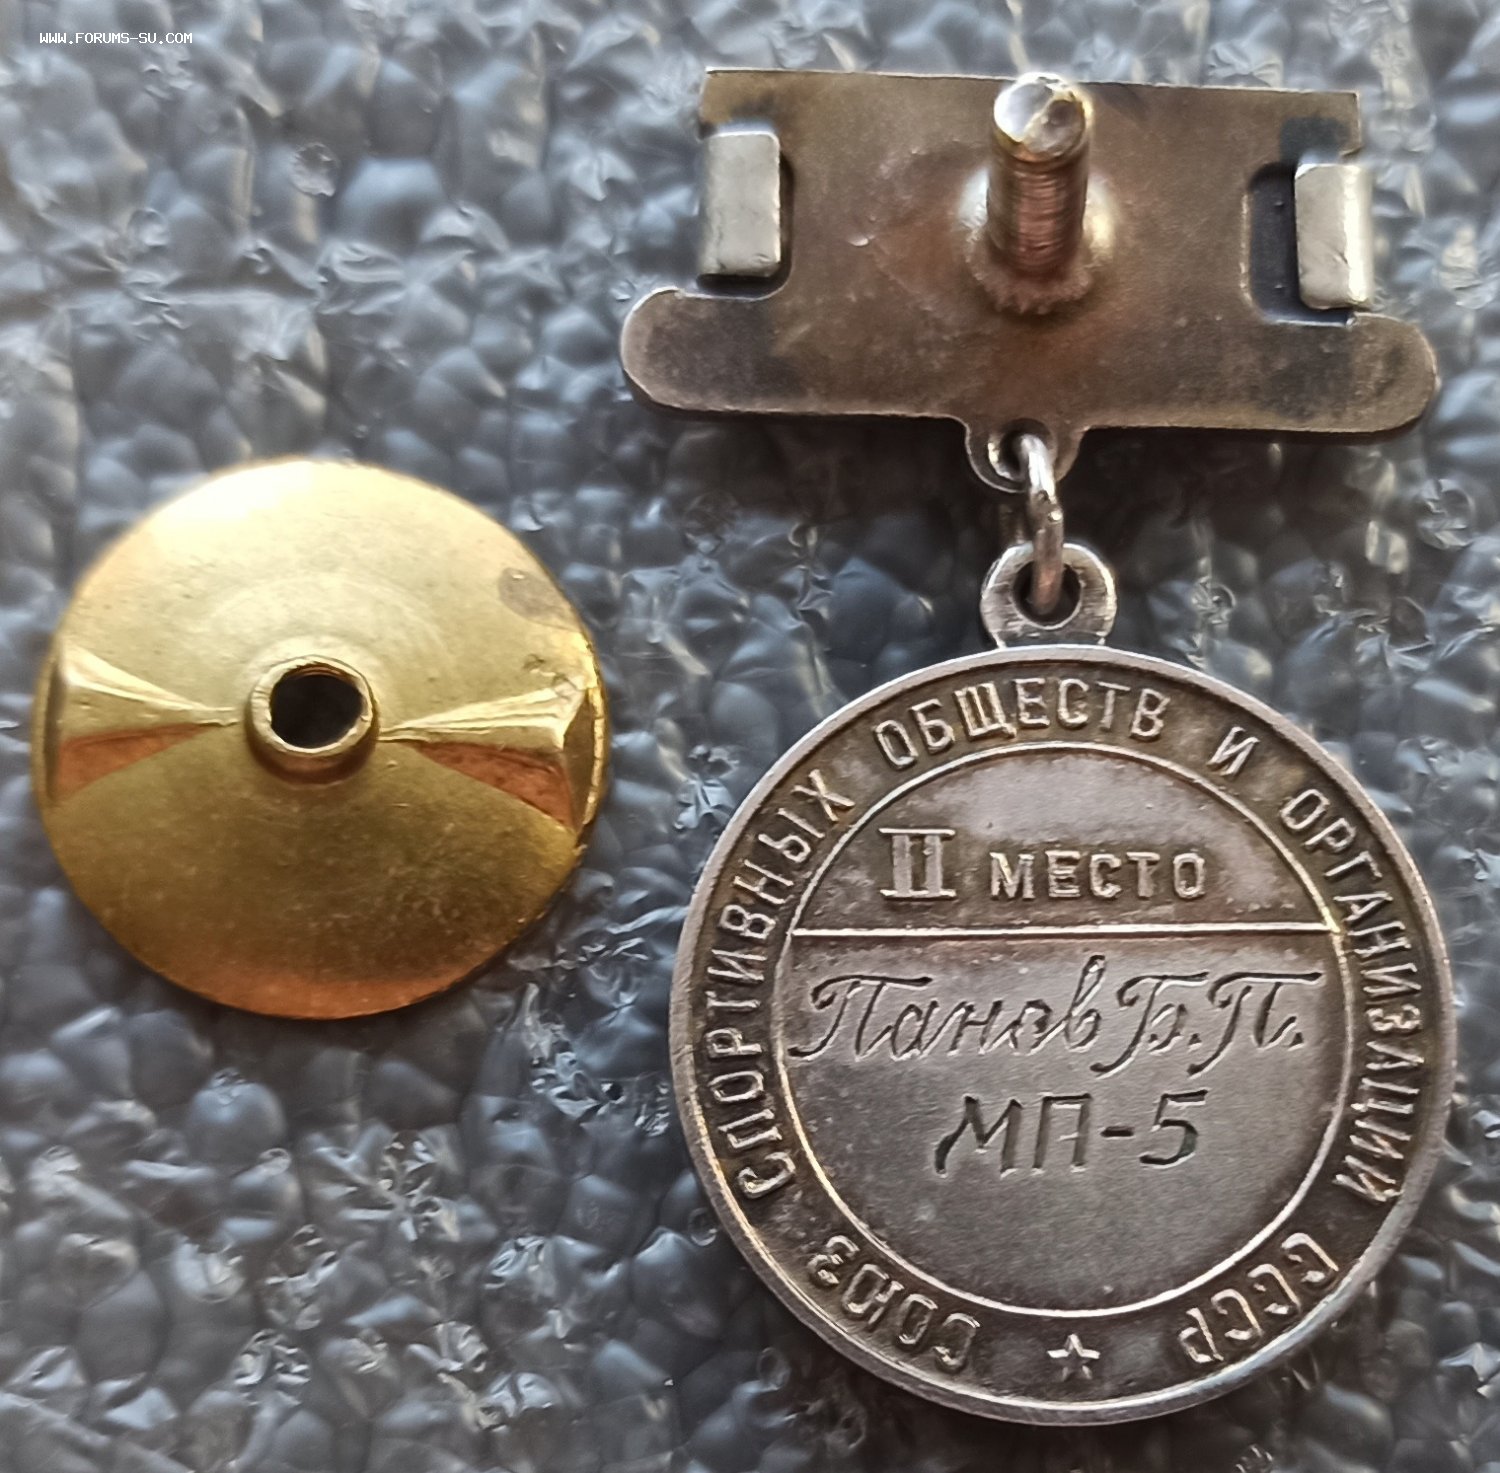 WWW.FORUMS-SU.COM
СОЮЗ СПОРТИВНЫХ ОБЩЕСТВ И ОРГАНИЗАЦИЙ СССР
II МЕСТО
Панов Б.П.
МП-5